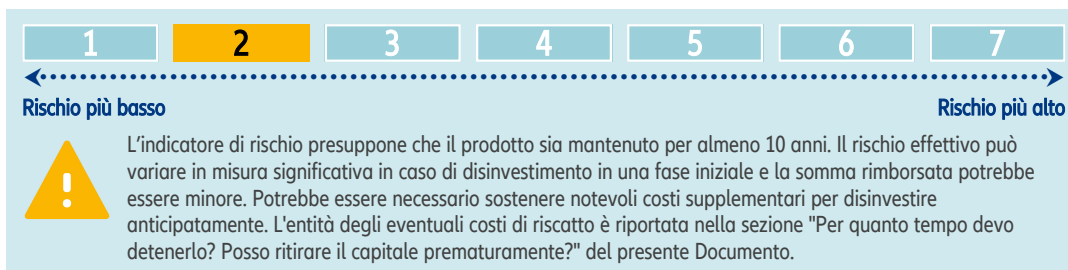 1 2 3 4 5 6 7
Rischio più basso Rischio più alto
L'indicatore di rischio presuppone che il prodotto sia mantenuto per almeno 10 anni. Il rischio effettivo può
variare in misura significativa in caso di disinvestimento in una fase iniziale e la somma rimborsata potrebbe
essere minore. Potrebbe essere necessario sostenere notevoli costi supplementari per disinvestire
anticipatamente. L'entità degli eventuali costi di riscatto è riportata nella sezione "Per quanto tempo devo
detenerlo? Posso ritirare il capitale prematuramente?" del presente Documento.